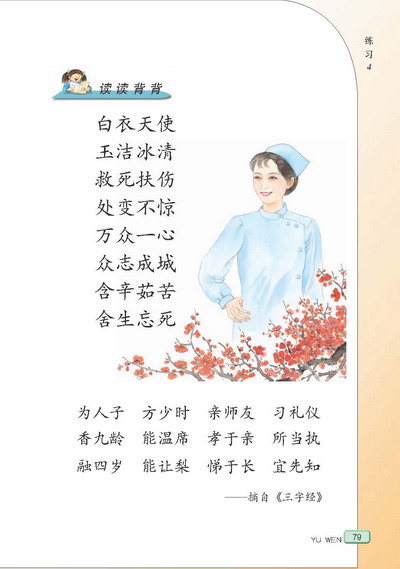 练习4
读读背背
白衣天使
玉洁冰清
救死扶伤
处变不惊
万众一心
众志成城
含辛茹苦
舍生忘死
为人子 方少时 亲师友 习礼仪
香九龄 能温席 孝于亲 所当执
融四岁 能让梨 悌于长 宜先知
——摘自《三字经》
YU WEN 79